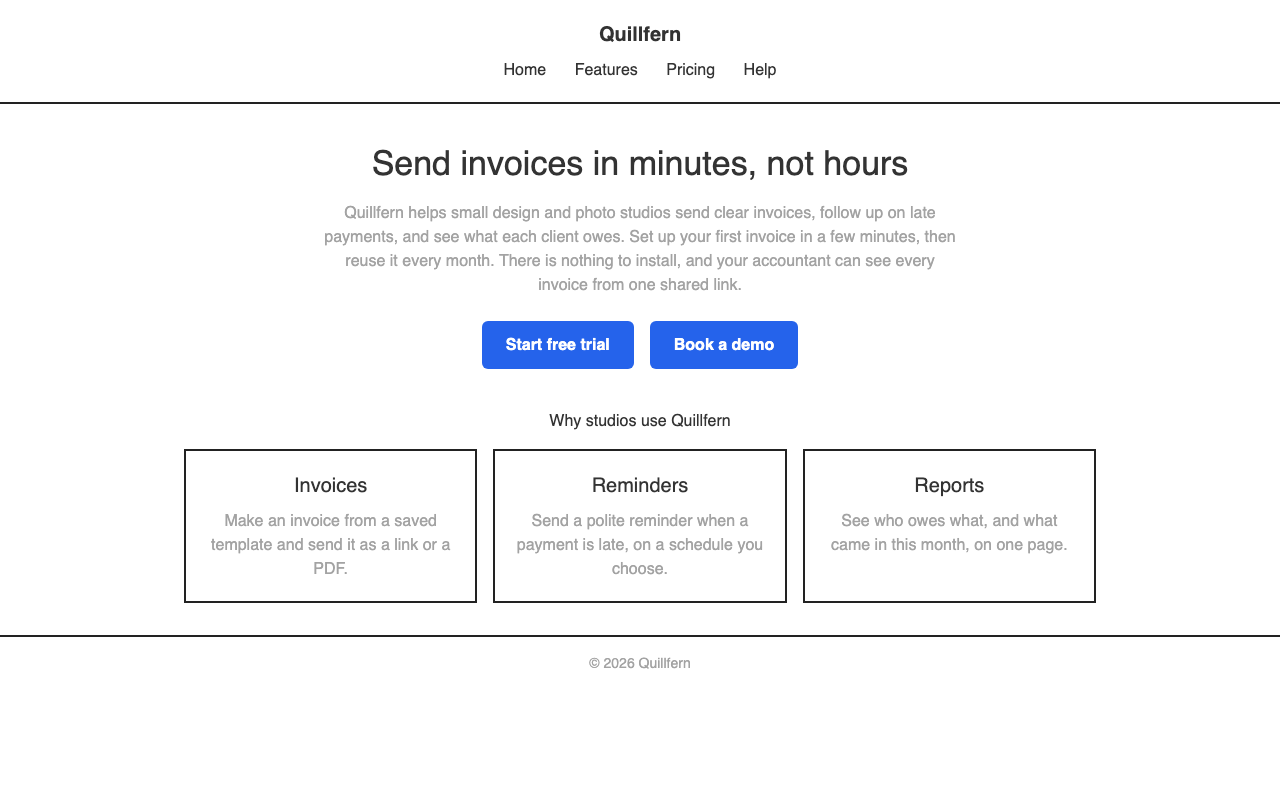 Quillfern
Home Features Pricing Help
Send invoices in minutes, not hours
Quillfern helps small design and photo studios send clear invoices, follow up on late
payments, and see what each client owes. Set up your first invoice in a few minutes, then
reuse it every month. There is nothing to install, and your accountant can see every
invoice from one shared link.
Start free trial Book a demo
Why studios use Quillfern
Invoices
Make an invoice from a saved
template and send it as a link or a
PDF.
Reminders
Send a polite reminder when a
payment is late, on a schedule you
choose.
Reports
See who owes what, and what
came in this month, on one page.
© 2026 Quillfern